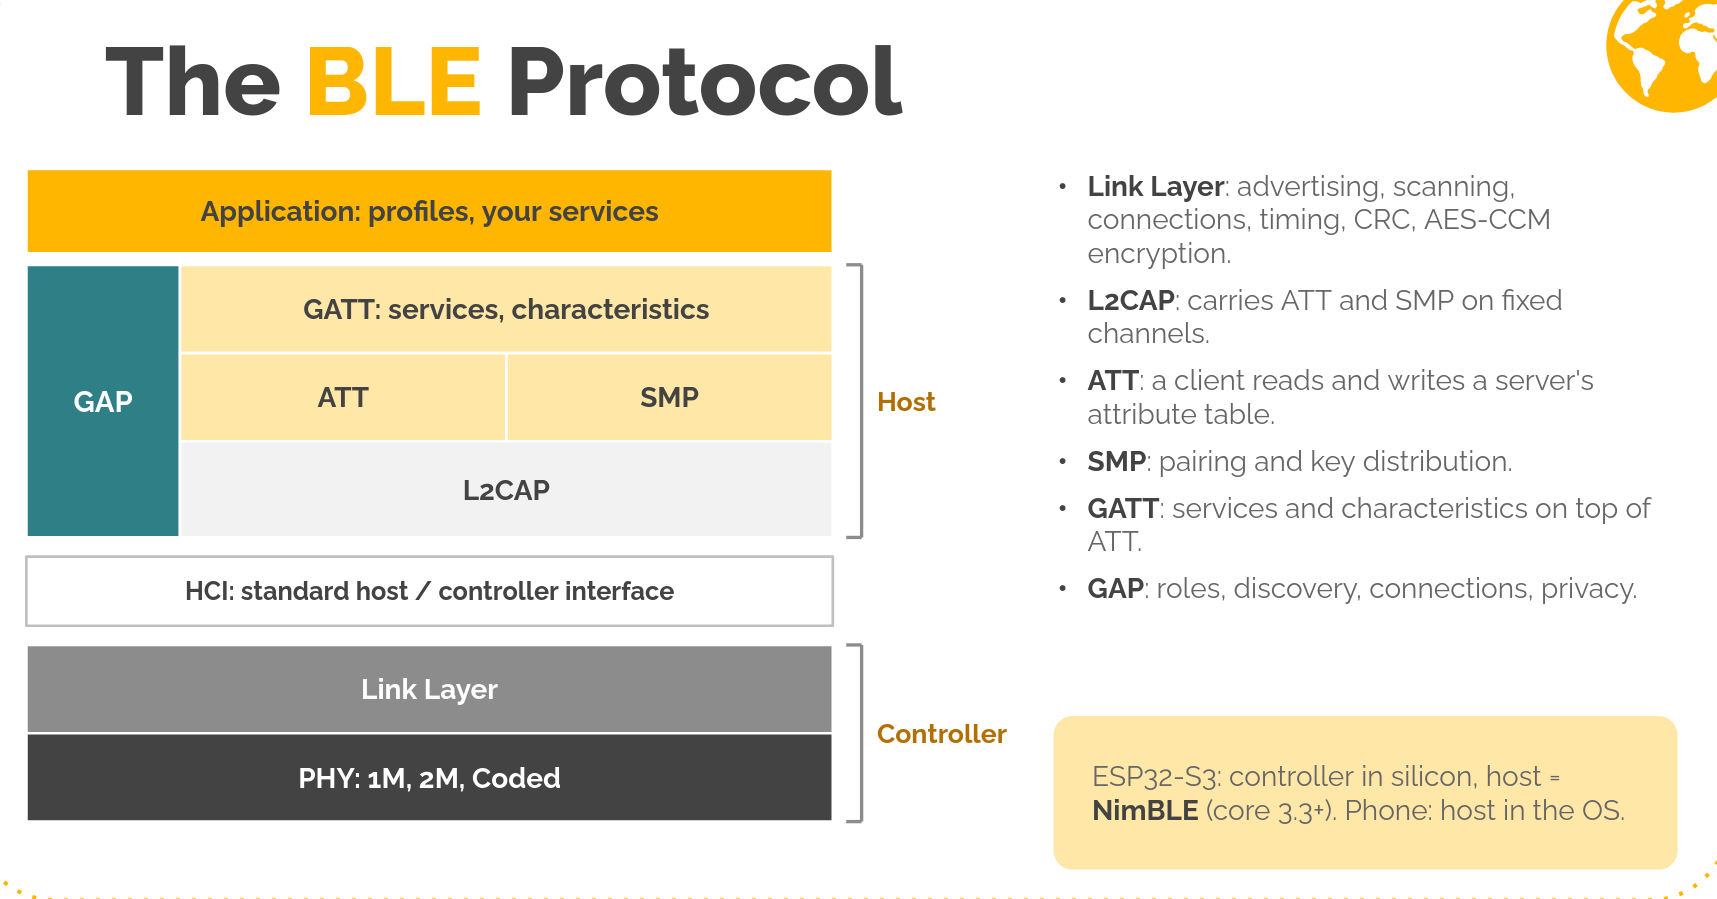 The BLE Protocol
Application: profiles, your services
GAP
GATT: services, characteristics
ATT
SMP
L2CAP
Host
HCI: standard host / controller interface
Link Layer
PHY: 1M, 2M, Coded
Controller
• Link Layer: advertising, scanning,
connections, timing, CRC, AES-CCM
encryption.
• L2CAP: carries ATT and SMP on fixed
channels.
• ATT: a client reads and writes a server's
attribute table.
• SMP: pairing and key distribution.
• GATT: services and characteristics on top of
ATT.
• GAP: roles, discovery, connections, privacy.
ESP32-S3: controller in silicon, host =
NimBLE (core 3.3+). Phone: host in the OS.